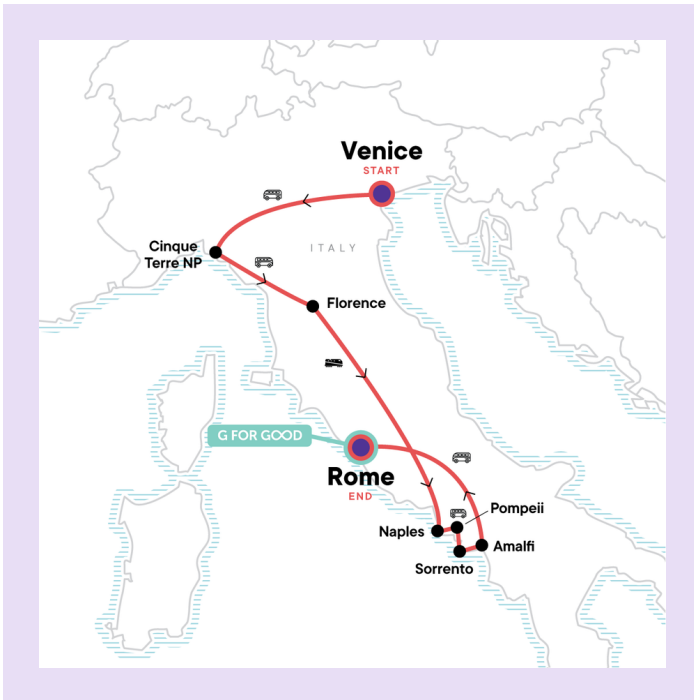 Venice
START
ITALY
Cinque
Terre NP
Florence
G FOR GOOD
Rome
END
Pompeii
Naples
Amalfi
Sorrento